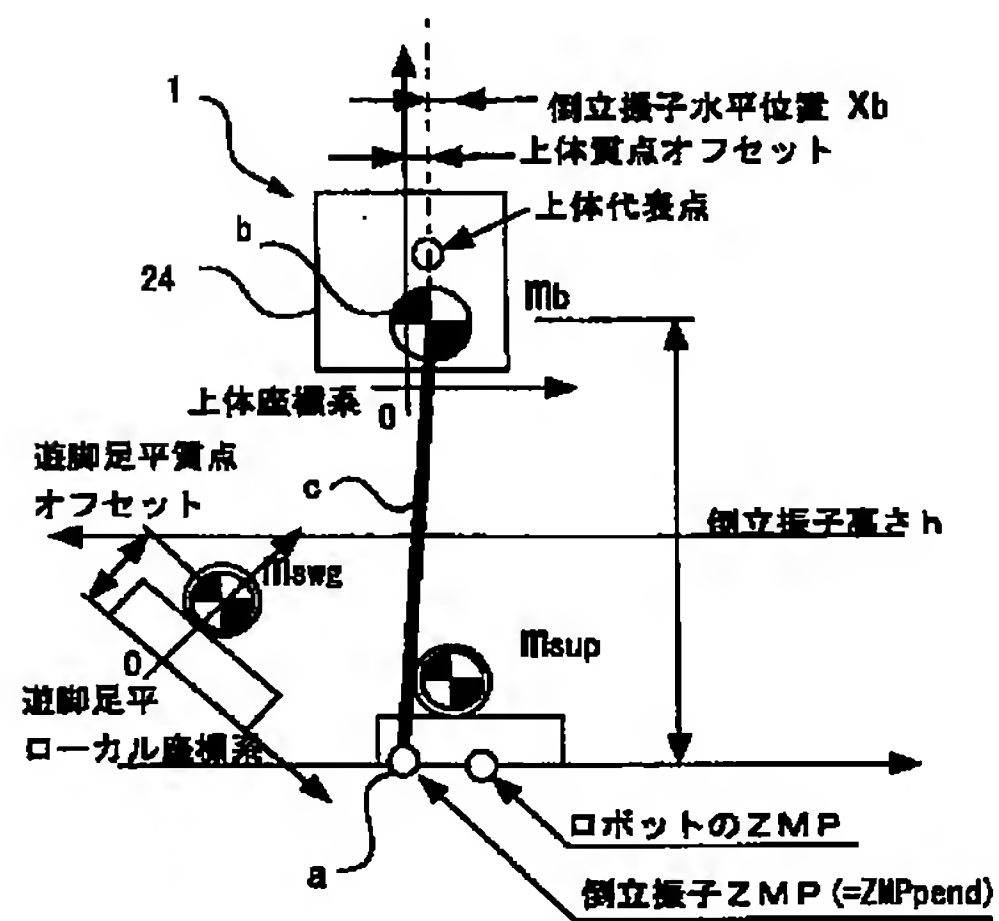 1
倒立振子水平位置 Xb
上体質点オフセット
上体代表点
b
24
mb
上体座標系
0
遊脚足平質点
オフセット
c
倒立振子高さh
mswg
msup
0
遊脚足平
ローカル座標系
ロボットのZMP
a
倒立振子ZMP(=ZMPpend)